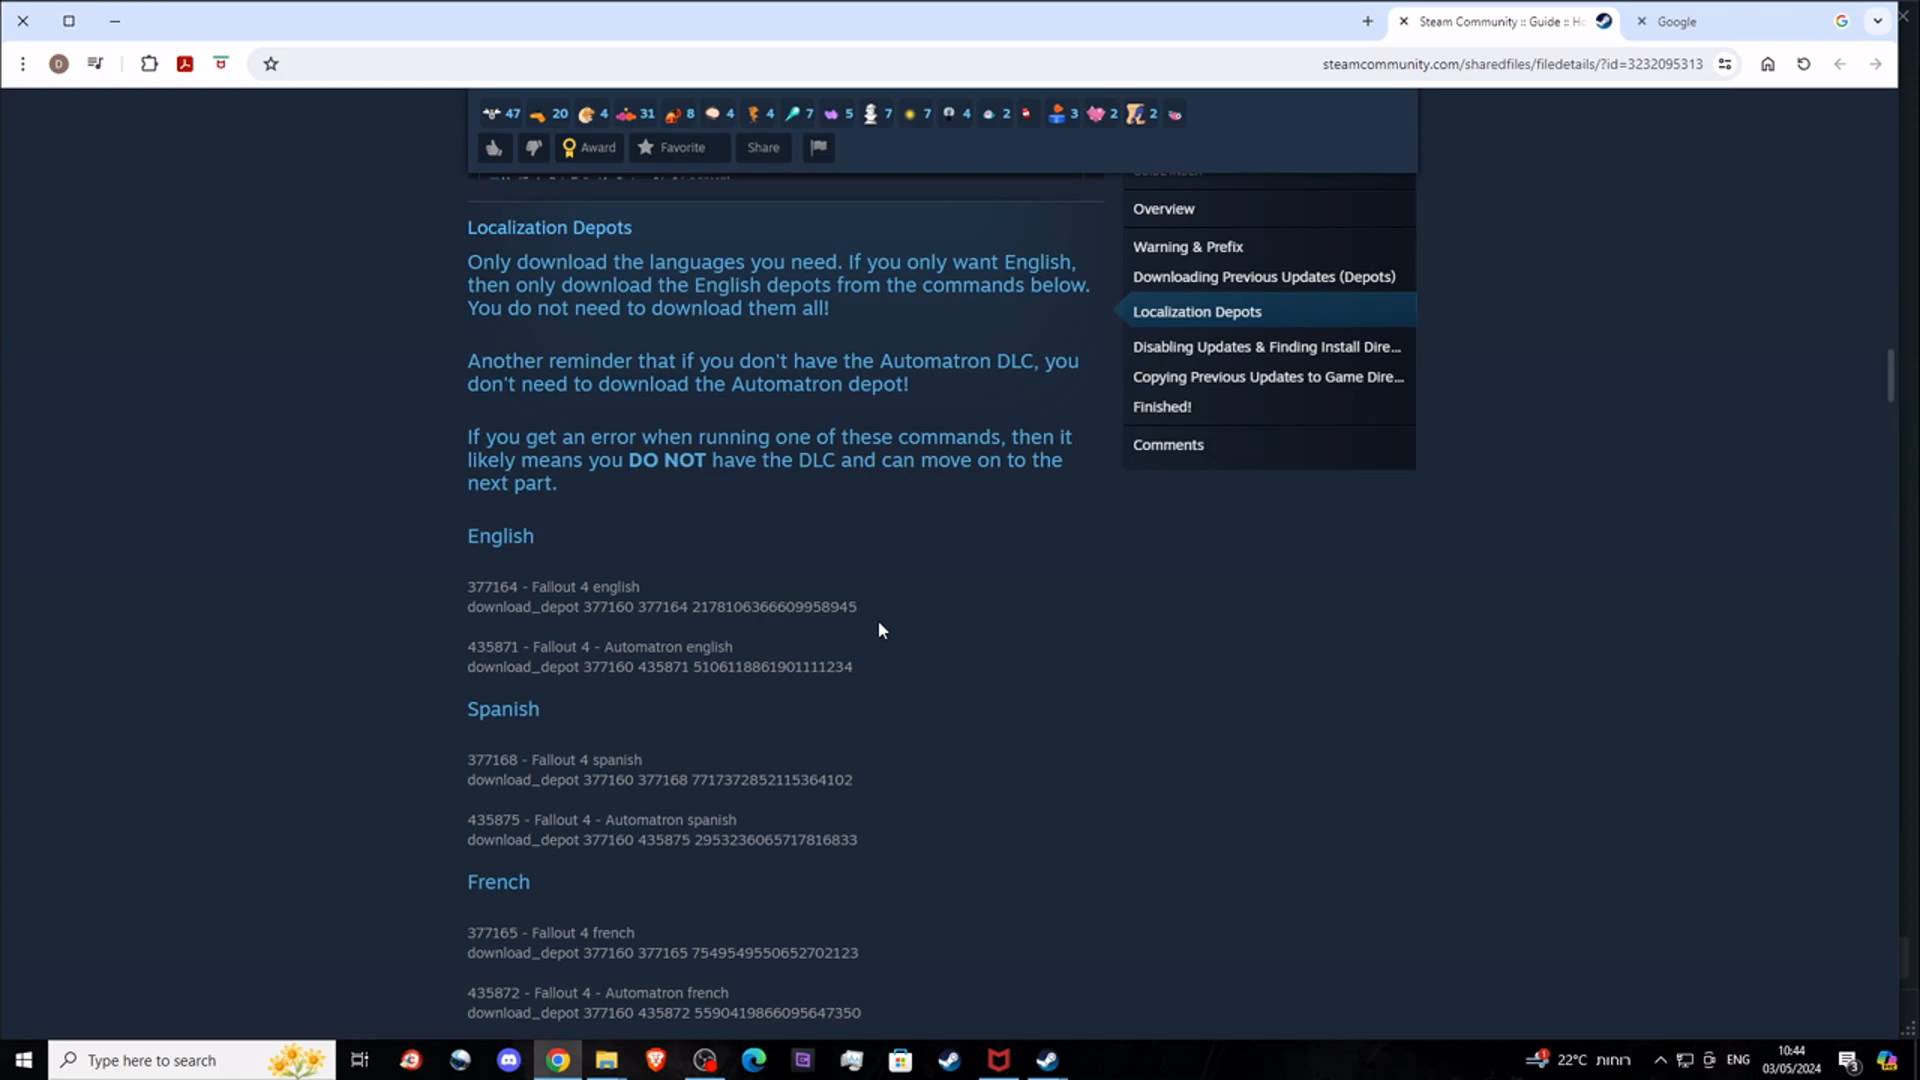 Steam Community :: Guide :: Ho
Google
steamcommunity.com/sharedfiles/filedetails/?id=3232095313
D
47 20 4 31 8 4 4 7 5 7 7 4 2 3 2 2
Award
Favorite
Share
Localization Depots
Only download the languages you need. If you only want English,
then only download the English depots from the commands below.
You do not need to download them all!
Another reminder that if you don't have the Automatron DLC, you
don't need to download the Automatron depot!
If you get an error when running one of these commands, then it
likely means you DO NOT have the DLC and can move on to the
next part.
English
377164 - Fallout 4 english
download_depot 377160 377164 2178106366609958945
435871 - Fallout 4 - Automatron english
download_depot 377160 435871 5106118861901111234
Spanish
377168 - Fallout 4 spanish
download_depot 377160 377168 7717372852115364102
435875 - Fallout 4 - Automatron spanish
download_depot 377160 435875 2953236065717816833
French
377165 - Fallout 4 french
download_depot 377160 377165 7549549550652702123
435872 - Fallout 4 - Automatron french
download_depot 377160 435872 5590419866095647350
Overview
Warning & Prefix
Downloading Previous Updates (Depots)
Localization Depots
Disabling Updates & Finding Install Dire...
Copying Previous Updates to Game Dire...
Finished!
Comments
Type here to search
22°C רוחות
ENG
10:44
03/05/2024
3